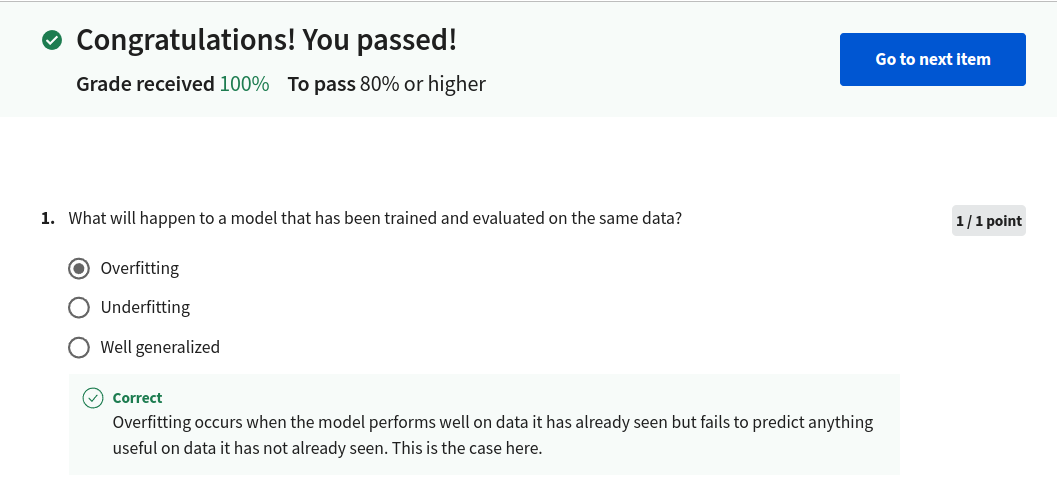 Congratulations! You passed!
Go to next item
Grade received 100% To pass 80% or higher
1. What will happen to a model that has been trained and evaluated on the same data?
1 / 1 point
Overfitting
Underfitting
Well generalized
Correct
Overfitting occurs when the model performs well on data it has already seen but fails to predict anything
useful on data it has not already seen. This is the case here.